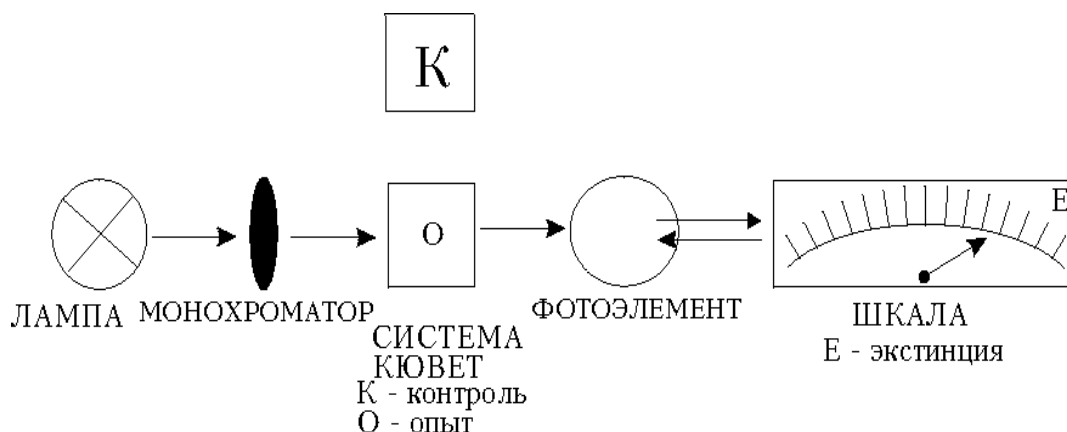 К
Е
О
ЛАМПА
МОНОХРОМАТОР
СИСТЕМА
КЮВЕТ
К - контроль
О - опыт
ФОТОЭЛЕМЕНТ
ШКАЛА
Е - экстинция